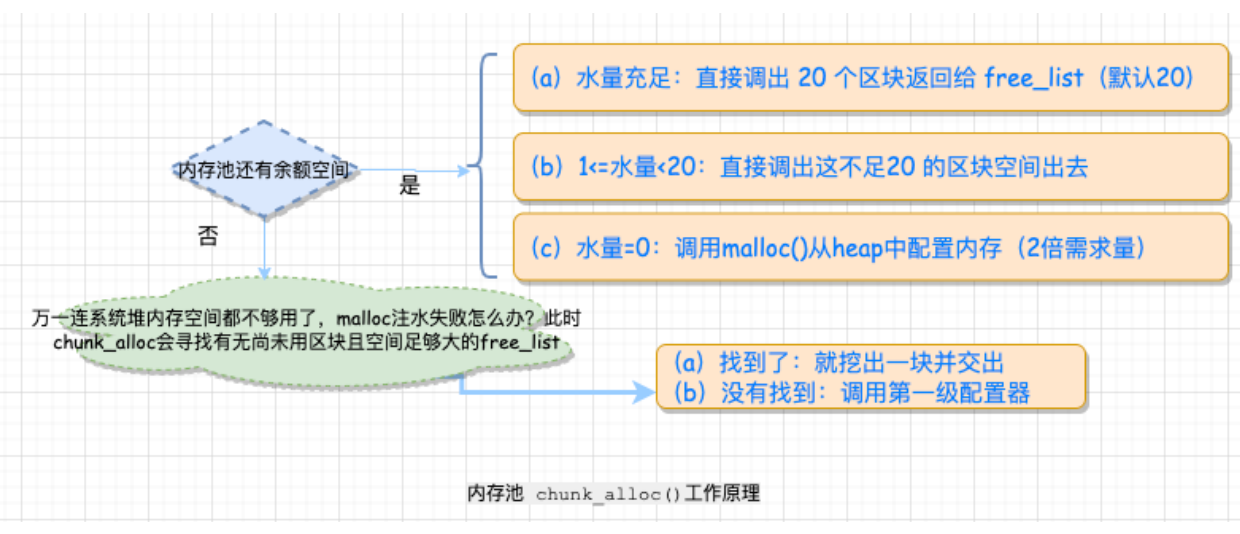 (a) 水量充足：直接调出 20 个区块返回给 free_list（默认20）
内存池还有余额空间
是
(b) 1<=水量<20：直接调出这不足20 的区块空间出去
否
(c) 水量=0：调用malloc()从heap中配置内存（2倍需求量）
万一连系统堆内存空间都不够用了，malloc注水失败怎么办？此时
chunk_alloc会寻找有无尚未用区块且空间足够大的free_list
(a) 找到了：就挖出一块并交出
(b) 没有找到：调用第一级配置器
内存池 chunk_alloc()工作原理